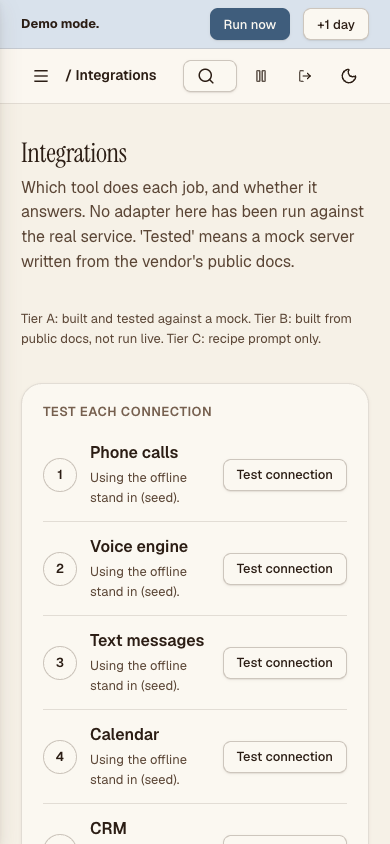 Demo mode.
Run now
+1 day
/ Integrations
Integrations
Which tool does each job, and whether it
answers. No adapter here has been run against
the real service. 'Tested' means a mock server
written from the vendor's public docs.
Tier A: built and tested against a mock. Tier B: built from
public docs, not run live. Tier C: recipe prompt only.
TEST EACH CONNECTION
1
Phone calls
Using the offline
stand in (seed).
Test connection
2
Voice engine
Using the offline
stand in (seed).
Test connection
3
Text messages
Using the offline
stand in (seed).
Test connection
4
Calendar
Using the offline
stand in (seed).
Test connection
CRM